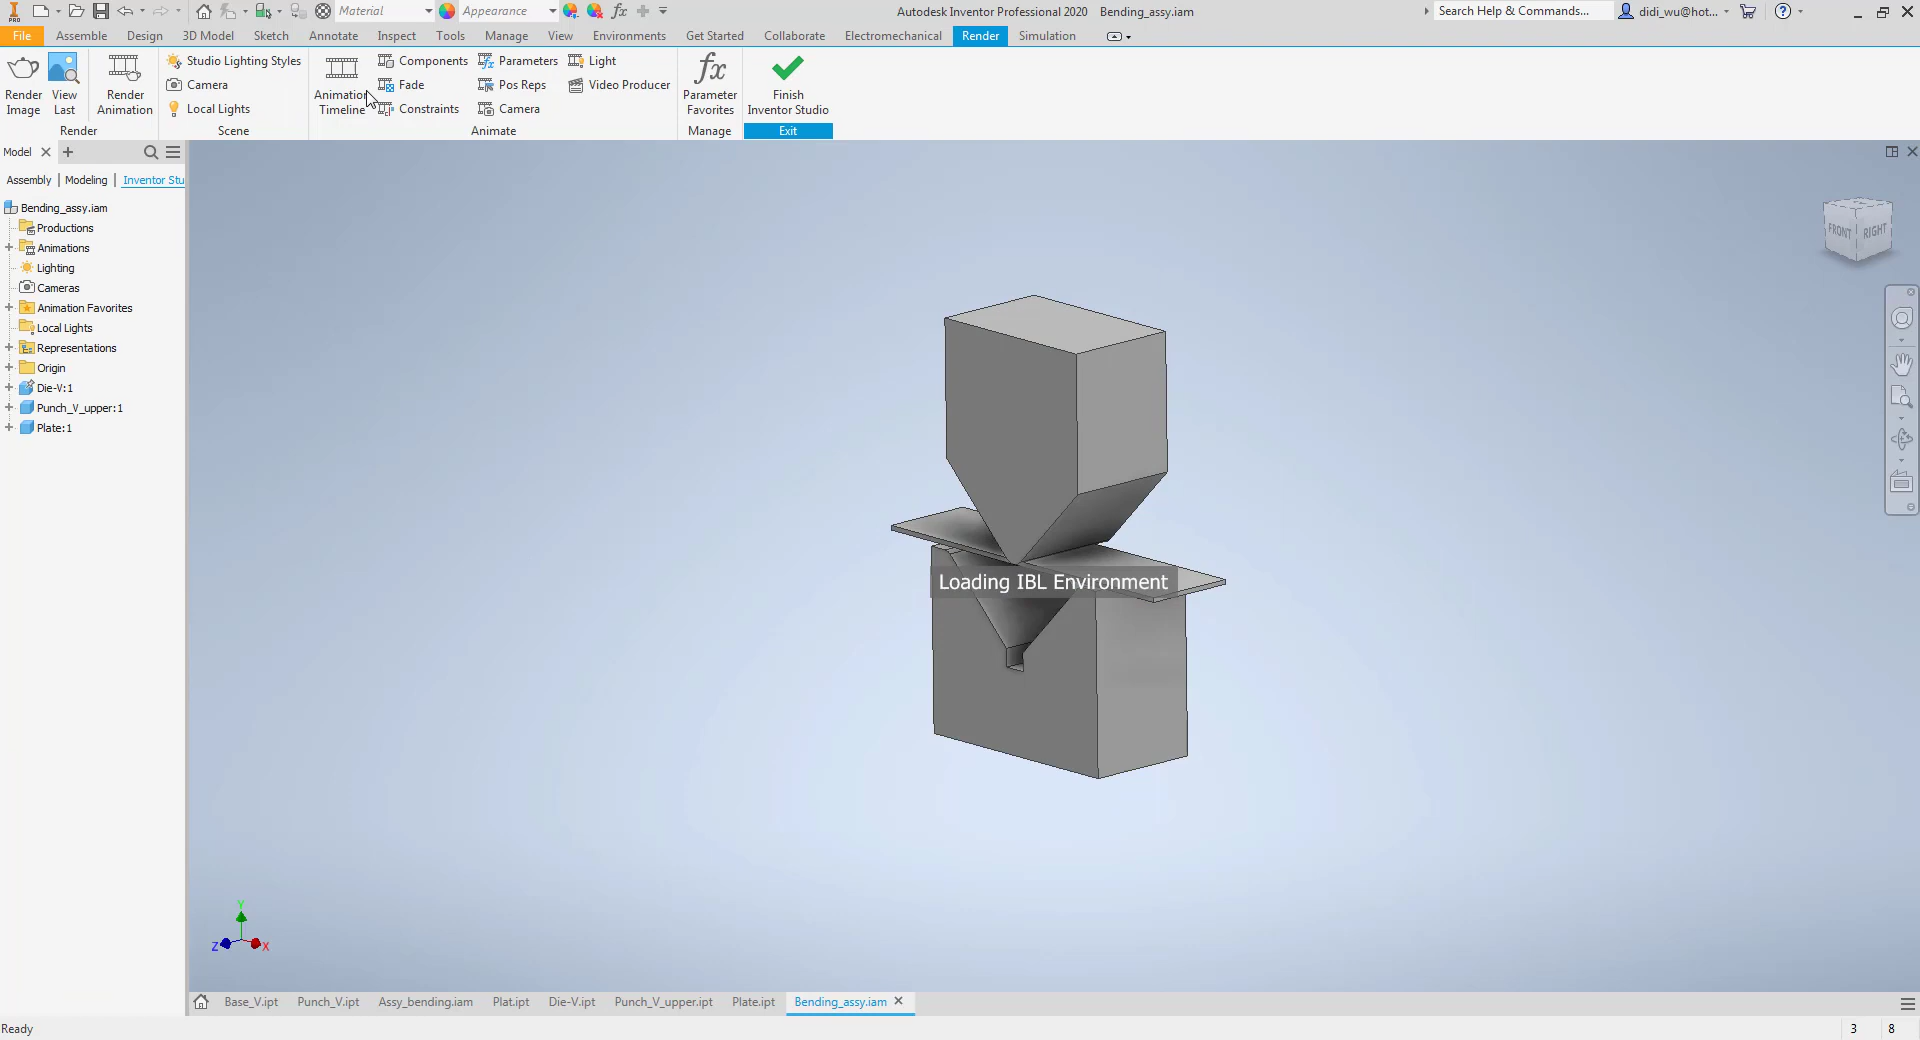 PRO
Material
Appearance
Autodesk Inventor Professional 2020 Bending_assy.iam
Search Help & Commands...
didi_wu@hot...
File Assemble Design 3D Model Sketch Annotate Inspect Tools Manage View Environments Get Started Collaborate Electromechanical Render Simulation
Render
Image
View
Last
Render
Animation
Render
Studio Lighting Styles
Camera
Local Lights
Scene
Animation
Timeline
Components
Fade
Constraints
Parameters
Pos Reps
Camera
Light
Video Producer
Animate
fx
Parameter
Favorites
Manage
Finish
Inventor Studio
Exit
Model
Assembly Modeling Inventor Stu
Bending_assy.iam
Productions
Animations
Lighting
Cameras
Animation Favorites
Local Lights
Representations
Origin
Die-V:1
Punch_V_upper:1
Plate:1
FRONT RIGHT
Loading IBL Environment
Y
Z X
Base_V.ipt Punch_V.ipt Assy_bending.iam Plat.ipt Die-V.ipt Punch_V_upper.ipt Plate.ipt Bending_assy.iam
Ready
3 8